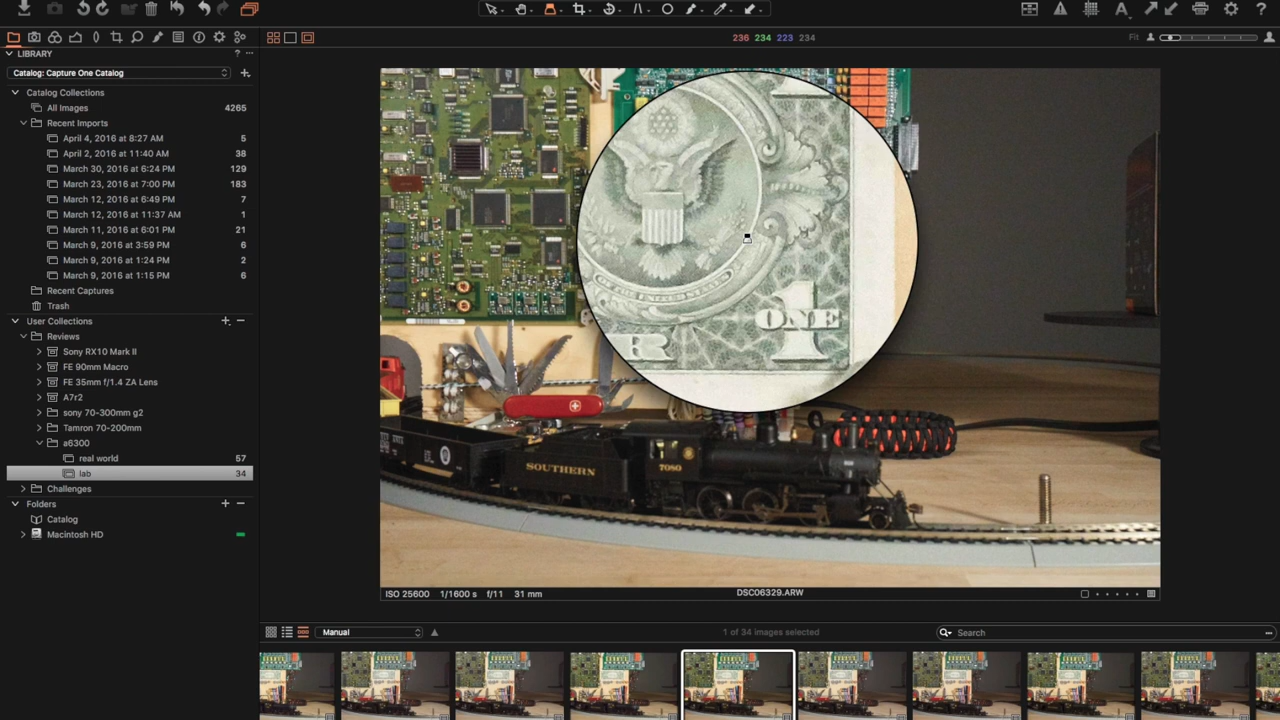 236 234 223 234
Fit
LIBRARY
? ...
Catalog: Capture One Catalog
Catalog Collections
All Images 4265
Recent Imports
April 4, 2016 at 8:27 AM 5
April 2, 2016 at 11:40 AM 38
March 30, 2016 at 6:24 PM 129
March 23, 2016 at 7:00 PM 183
March 12, 2016 at 6:49 PM 7
March 12, 2016 at 11:37 AM 1
March 11, 2016 at 6:01 PM 21
March 9, 2016 at 3:59 PM 6
March 9, 2016 at 1:24 PM 2
March 9, 2016 at 1:15 PM 6
Recent Captures
Trash
User Collections
Reviews
Sony RX10 Mark II
FE 90mm Macro
FE 35mm f/1.4 ZA Lens
A7r2
sony 70-300mm g2
Tamron 70-200mm
a6300
real world 57
lab 34
Challenges
Folders
Catalog
Macintosh HD
OF THE UNITED STATES
ONE
1
R
SOUTHERN
7080
ISO 25600 1/1600 s f/11 31 mm
DSC06329.ARW
Manual
1 of 34 images selected
Search